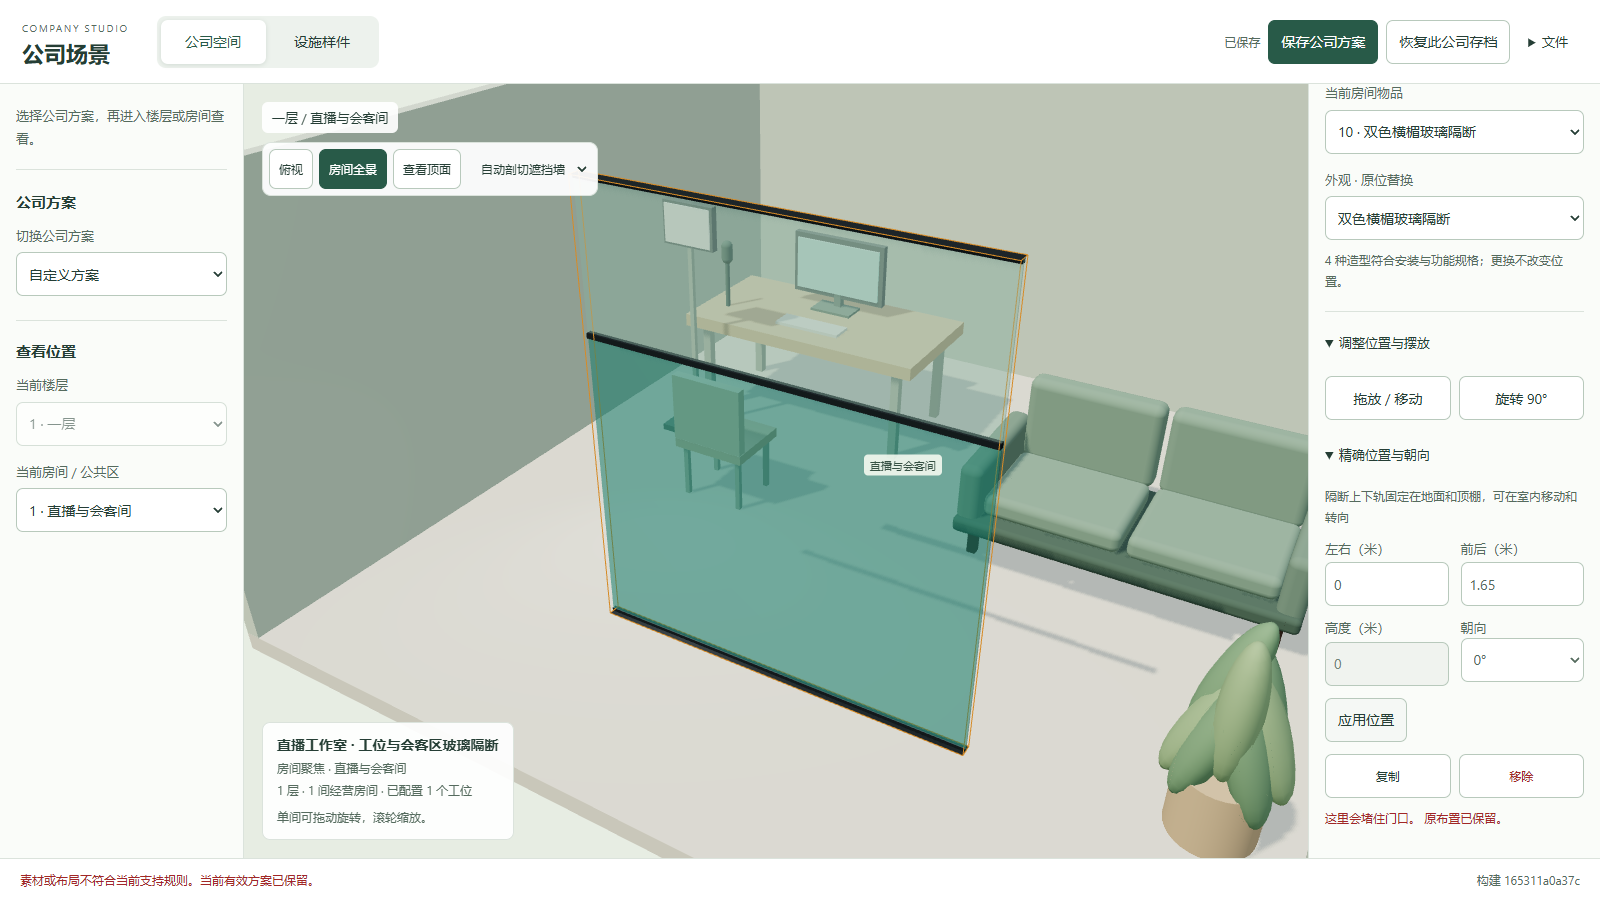 COMPANY STUDIO
公司场景
公司空间
设施样件
已保存
保存公司方案
恢复此公司存档
▶ 文件
选择公司方案，再进入楼层或房间查
看。
公司方案
切换公司方案
自定义方案
查看位置
当前楼层
1 · 一层
当前房间 / 公共区
1 · 直播与会客间
一层 / 直播与会客间
俯视
房间全景
查看顶面
自动剖切遮挡墙
直播与会客间
直播工作室 · 工位与会客区玻璃隔断
房间聚焦 · 直播与会客间
1 层 · 1 间经营房间 · 已配置 1 个工位
单间可拖动旋转，滚轮缩放。
当前房间物品
10 · 双色横楣玻璃隔断
外观 · 原位替换
双色横楣玻璃隔断
4 种造型符合安装与功能规格；更换不改变位
置。
▼ 调整位置与摆放
拖放 / 移动
旋转 90°
▼ 精确位置与朝向
隔断上下轨固定在地面和顶棚，可在室内移动和
转向
左右（米）
前后（米）
0
1.65
高度（米）
朝向
0
0°
应用位置
复制
移除
这里会堵住门口。 原布置已保留。
素材或布局不符合当前支持规则。当前有效方案已保留。
构建 165311a0a37c